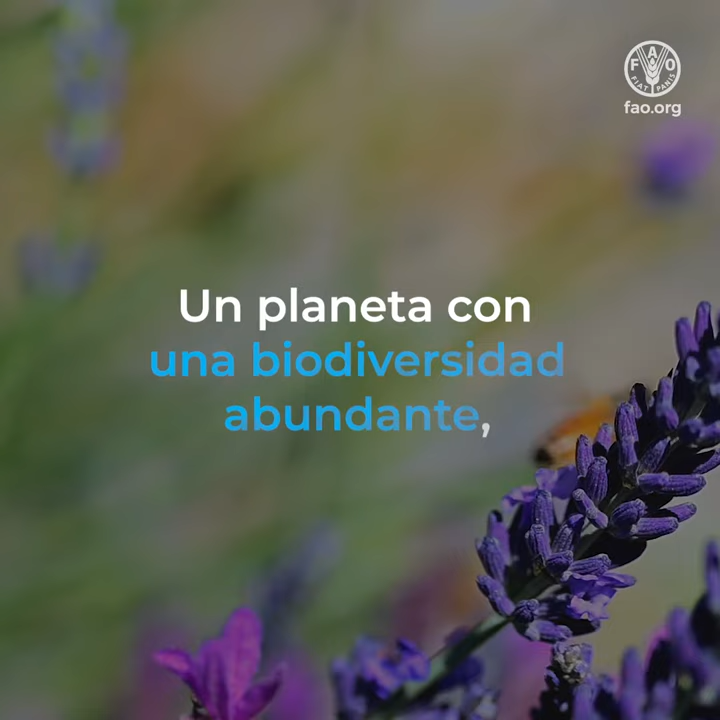 F A O
FIAT PANIS
fao.org
Un planeta con
una biodiversidad
abundante,